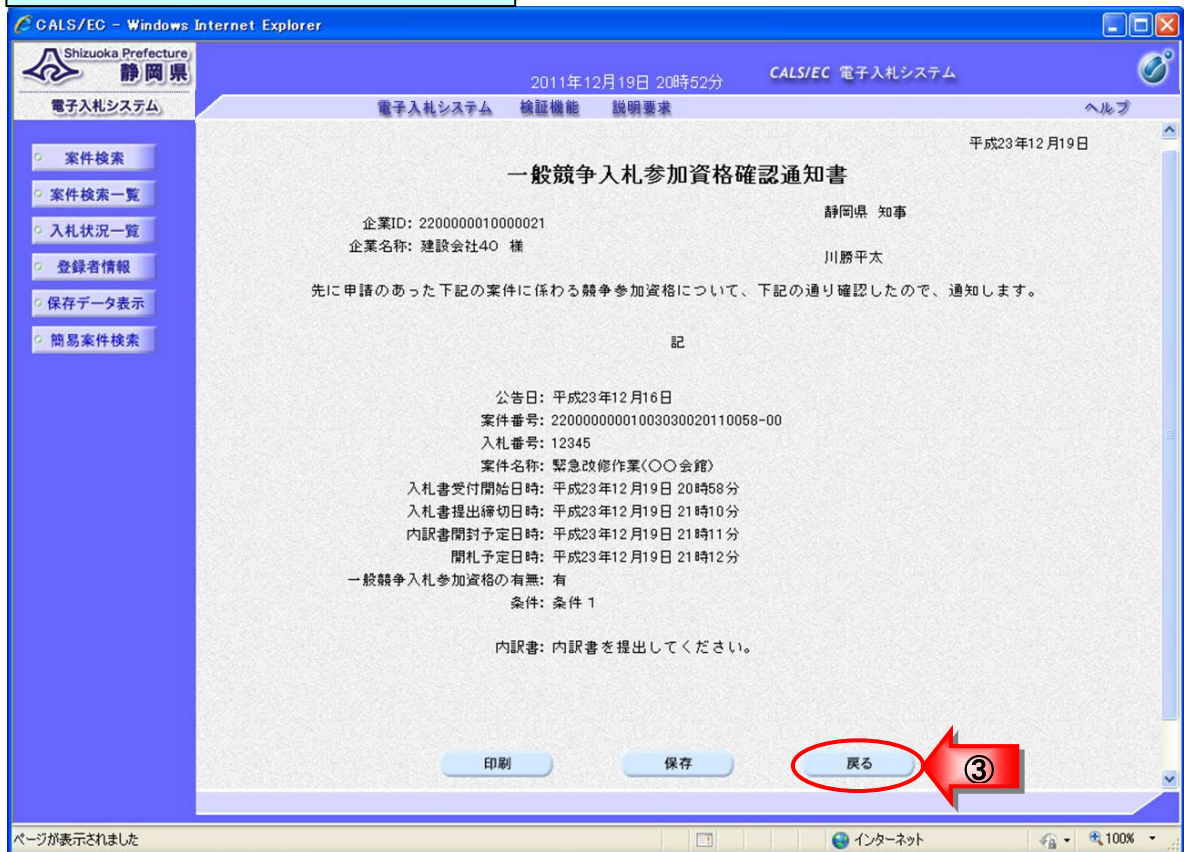 CALS/EC - Windows Internet Explorer
Shizuoka Prefecture
静岡県
2011年12月19日 20時52分
CALS/EC 電子入札システム
電子入札システム
電子入札システム 検証機能 説明要求
ヘルプ
案件検索
案件検索一覧
入札状況一覧
登録者情報
保存データ表示
簡易案件検索
平成23年12月19日
一般競争入札参加資格確認通知書
静岡県 知事
企業ID: 2200000010000021
企業名称: 建設会社40 様
川勝平太
先に申請のあった下記の案件に係わる競争参加資格について、下記の通り確認したので、通知します。
記
公告日: 平成23年12月16日
案件番号: 2200000000100303002011​0058-00
入札番号: 12345
案件名称: 緊急改修作業(○○会館)
入札書受付開始日時: 平成23年12月19日 20時58分
入札書提出締切日時: 平成23年12月19日 21時10分
内訳書開封予定日時: 平成23年12月19日 21時11分
開札予定日時: 平成23年12月19日 21時12分
一般競争入札参加資格の有無: 有
条件: 条件 1
内訳書: 内訳書を提出してください。
印刷
保存
戻る
③
ページが表示されました
インターネット
100%